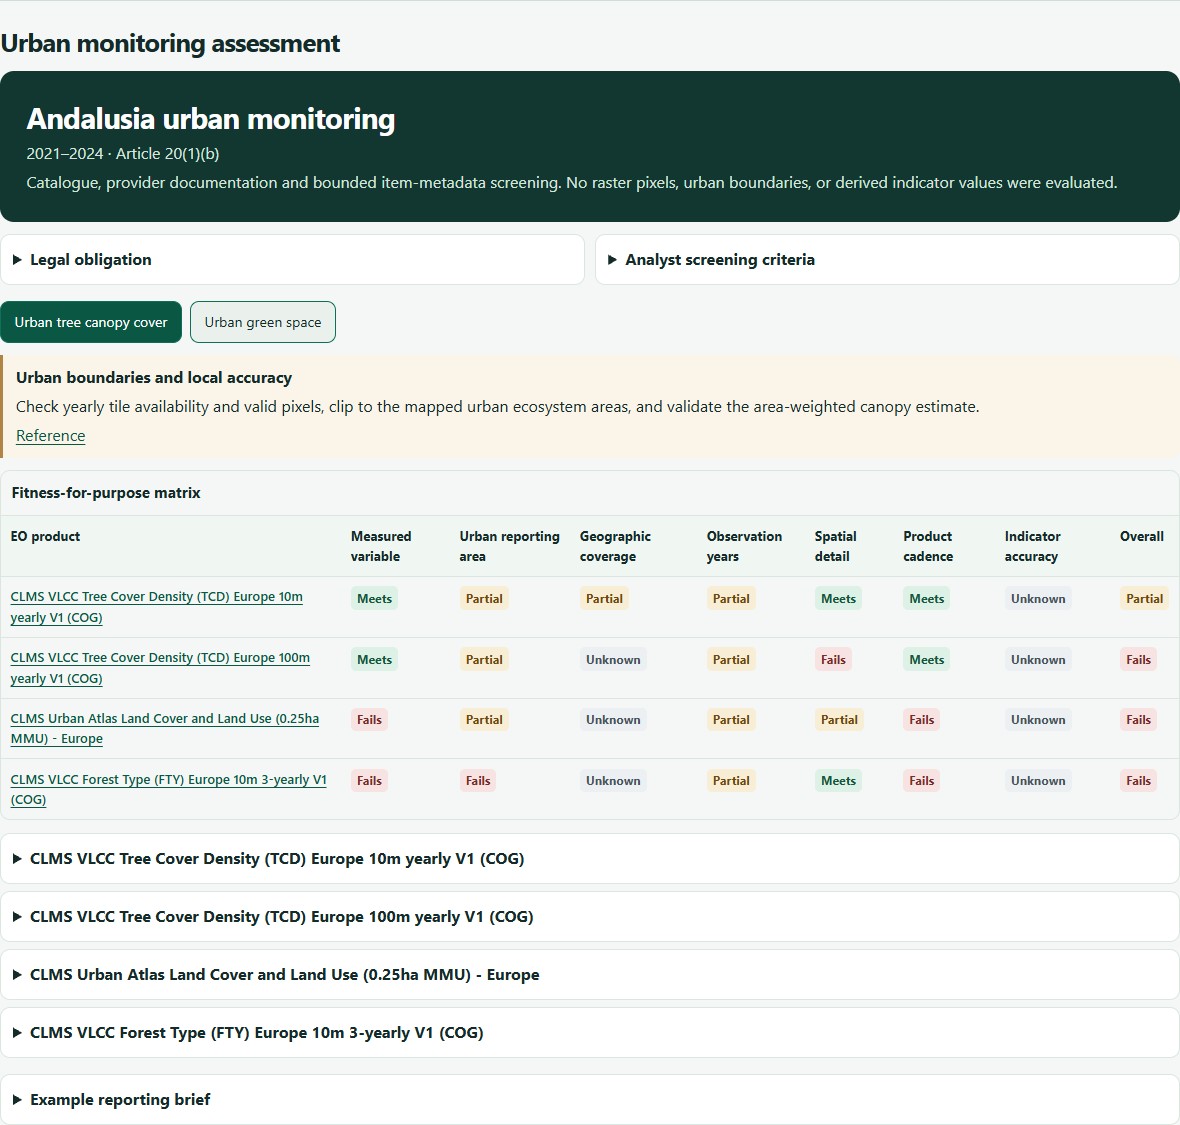 Urban monitoring assessment
Andalusia urban monitoring
2021–2024 · Article 20(1)(b)
Catalogue, provider documentation and bounded item-metadata screening. No raster pixels, urban boundaries, or derived indicator values were evaluated.
Legal obligation
Analyst screening criteria
Urban tree canopy cover
Urban green space
Urban boundaries and local accuracy
Check yearly tile availability and valid pixels, clip to the mapped urban ecosystem areas, and validate the area-weighted canopy estimate.
Reference
Fitness-for-purpose matrix
EO product Measured variable Urban reporting area Geographic coverage Observation years Spatial detail Product cadence Indicator accuracy Overall
CLMS VLCC Tree Cover Density (TCD) Europe 10m
yearly V1 (COG)
Meets Partial Partial Partial Meets Meets Unknown Partial
CLMS VLCC Tree Cover Density (TCD) Europe 100m
yearly V1 (COG)
Meets Partial Unknown Partial Fails Meets Unknown Fails
CLMS Urban Atlas Land Cover and Land Use (0.25ha
MMU) - Europe
Fails Partial Unknown Partial Partial Fails Unknown Fails
CLMS VLCC Forest Type (FTY) Europe 10m 3-yearly V1
(COG)
Fails Fails Unknown Partial Meets Fails Unknown Fails
CLMS VLCC Tree Cover Density (TCD) Europe 10m yearly V1 (COG)
CLMS VLCC Tree Cover Density (TCD) Europe 100m yearly V1 (COG)
CLMS Urban Atlas Land Cover and Land Use (0.25ha MMU) - Europe
CLMS VLCC Forest Type (FTY) Europe 10m 3-yearly V1 (COG)
Example reporting brief